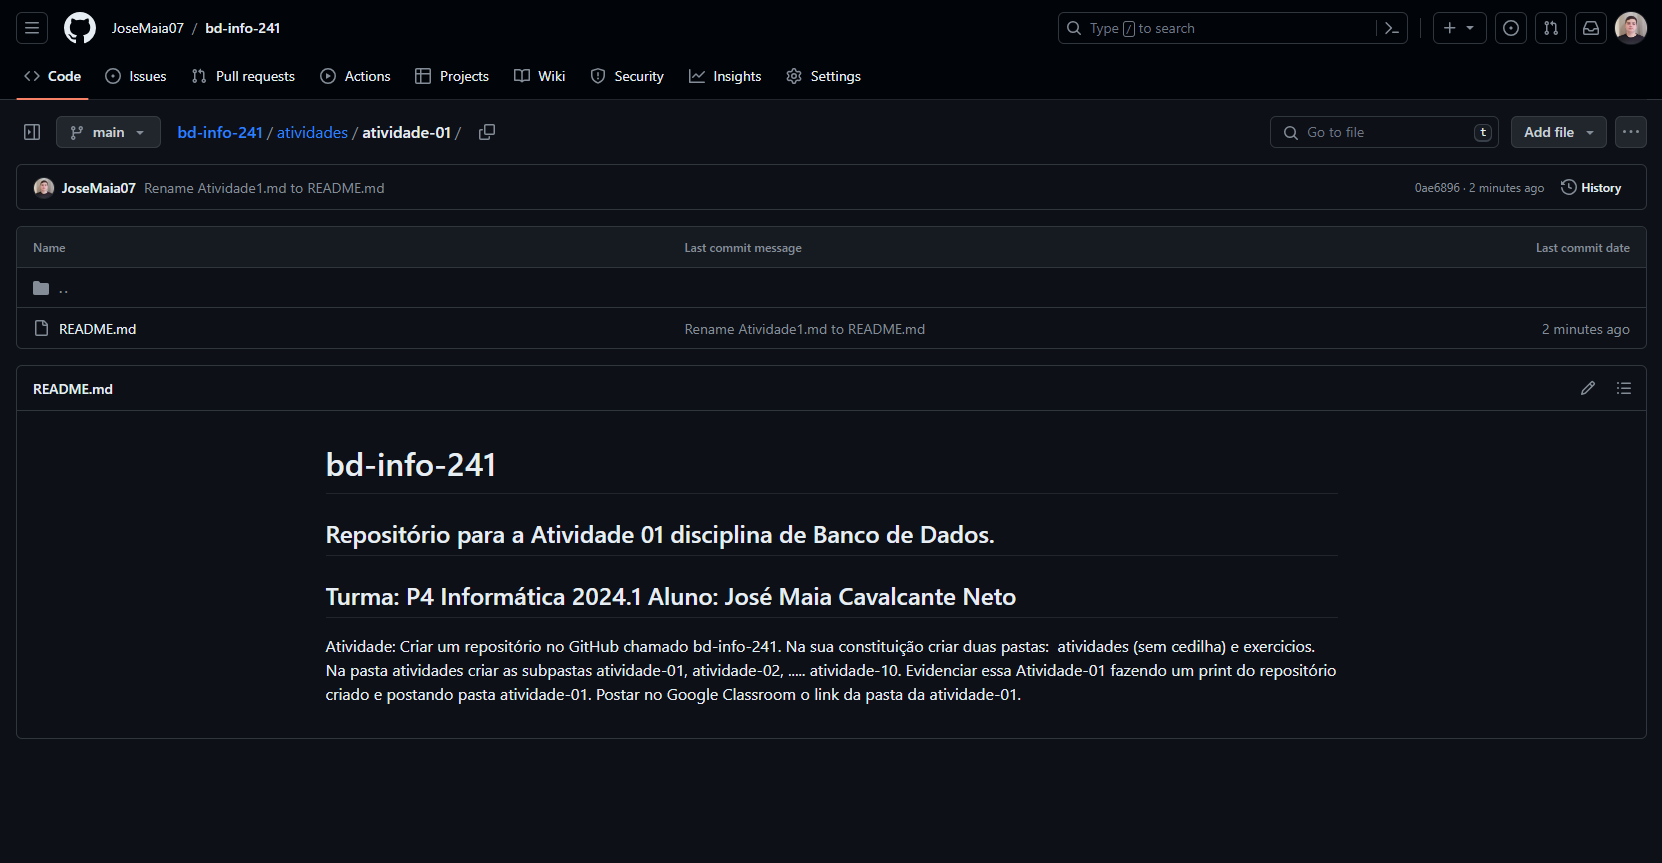 JoseMaia07 / bd-info-241
Type / to search
Code Issues Pull requests Actions Projects Wiki Security Insights Settings
main
bd-info-241 / atividades / atividade-01 /
Go to file t
Add file
JoseMaia07 Rename Atividade1.md to README.md
0ae6896 · 2 minutes ago History
Name Last commit message Last commit date
..
README.md Rename Atividade1.md to README.md 2 minutes ago
README.md
bd-info-241
Repositório para a Atividade 01 disciplina de Banco de Dados.
Turma: P4 Informática 2024.1 Aluno: José Maia Cavalcante Neto
Atividade: Criar um repositório no GitHub chamado bd-info-241. Na sua constituição criar duas pastas: atividades (sem cedilha) e exercicios.
Na pasta atividades criar as subpastas atividade-01, atividade-02, ..... atividade-10. Evidenciar essa Atividade-01 fazendo um print do repositório
criado e postando pasta atividade-01. Postar no Google Classroom o link da pasta da atividade-01.